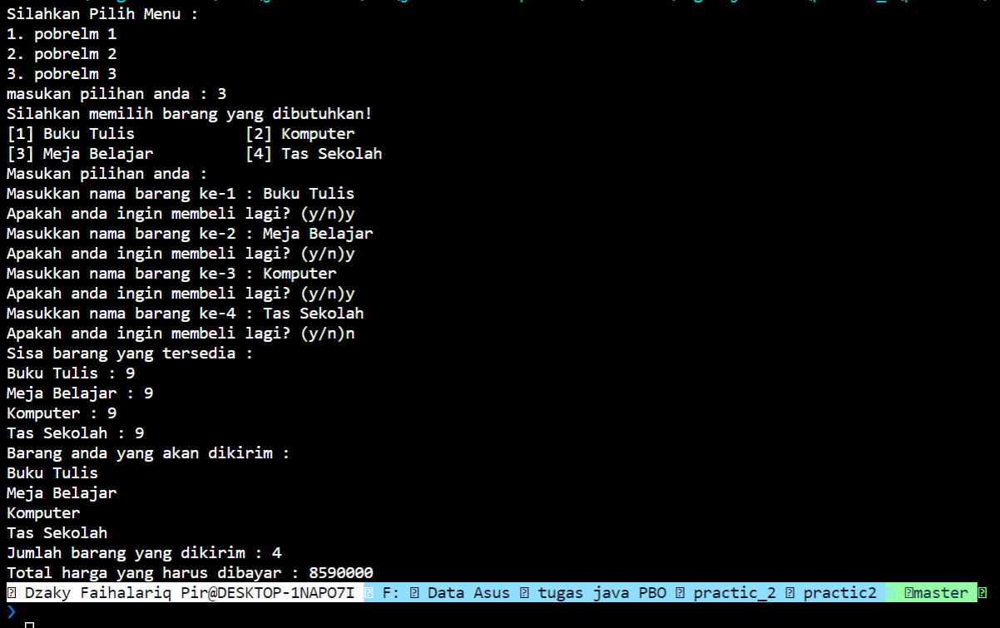 Silahkan Pilih Menu :
1. pobrelm 1
2. pobrelm 2
3. pobrelm 3
masukan pilihan anda : 3
Silahkan memilih barang yang dibutuhkan!
[1] Buku Tulis [2] Komputer
[3] Meja Belajar [4] Tas Sekolah
Masukan pilihan anda :
Masukkan nama barang ke-1 : Buku Tulis
Apakah anda ingin membeli lagi? (y/n)y
Masukkan nama barang ke-2 : Meja Belajar
Apakah anda ingin membeli lagi? (y/n)y
Masukkan nama barang ke-3 : Komputer
Apakah anda ingin membeli lagi? (y/n)y
Masukkan nama barang ke-4 : Tas Sekolah
Apakah anda ingin membeli lagi? (y/n)n
Sisa barang yang tersedia :
Buku Tulis : 9
Meja Belajar : 9
Komputer : 9
Tas Sekolah : 9
Barang anda yang akan dikirim :
Buku Tulis
Meja Belajar
Komputer
Tas Sekolah
Jumlah barang yang dikirim : 4
Total harga yang harus dibayar : 8590000
Dzaky Faihalariq Pir@DESKTOP-1NAPO7I F: Data Asus tugas java PBO practic_2 practic2 master
❯